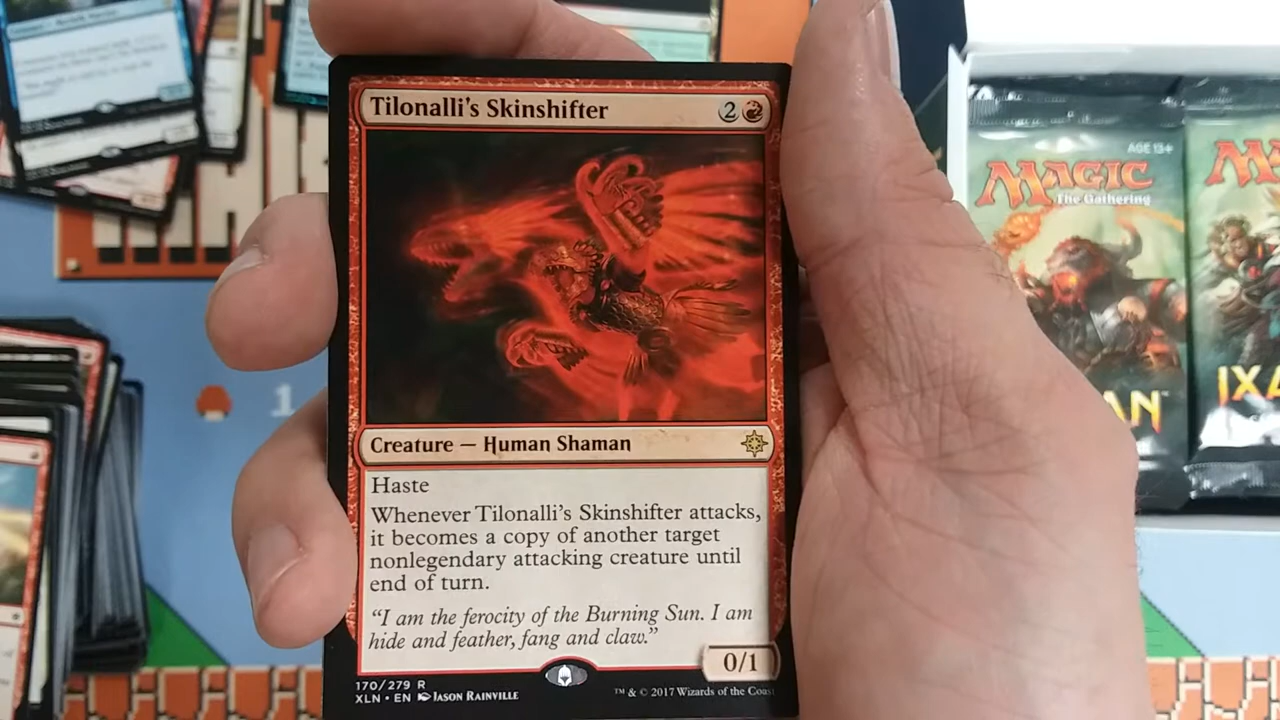 Tilonalli's Skinshifter 2
Creature — Human Shaman
Haste
Whenever Tilonalli's Skinshifter attacks,
it becomes a copy of another target
nonlegendary attacking creature until
end of turn.
"I am the ferocity of the Burning Sun. I am
hide and feather, fang and claw."
0/1
170/279 R
XLN • EN JASON RAINVILLE
™ & © 2017 Wizards of the Coast
AGE 13+
MAGIC
The Gathering
AN
MA
IXA
1